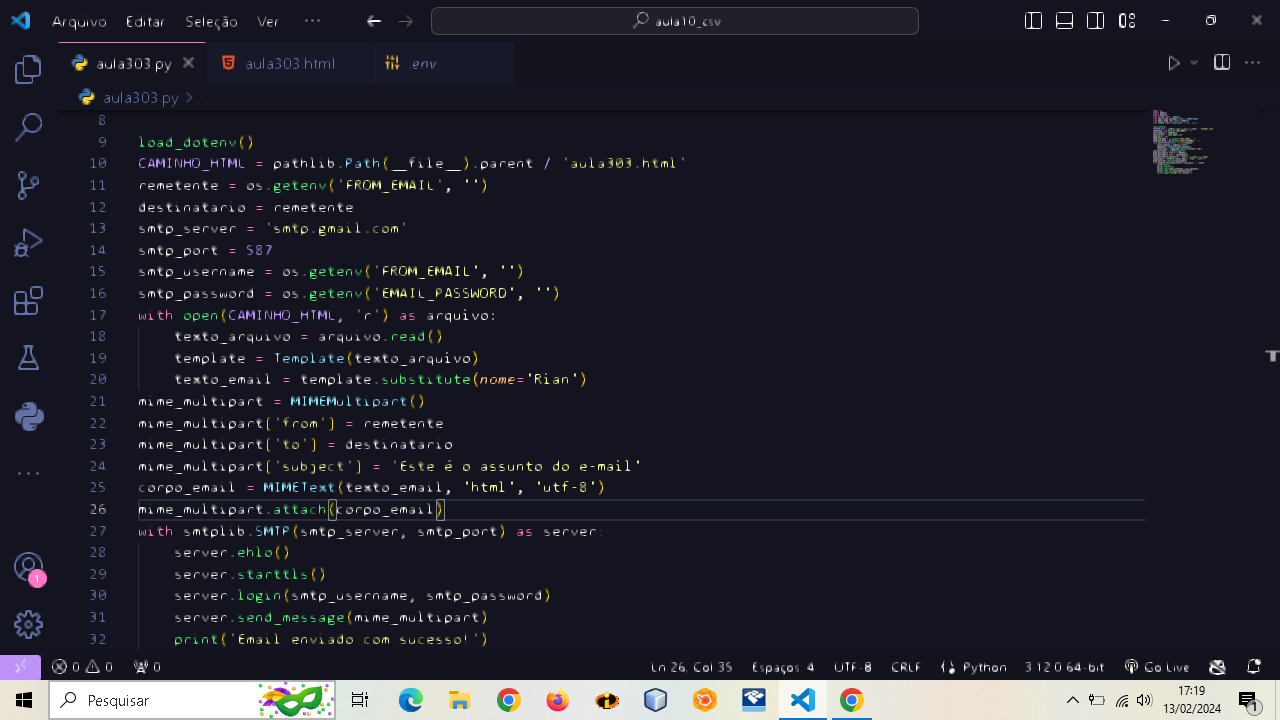 Arquivo Editar Seleção Ver ··· aula10_csv
aula303.py aula303.html .env
aula303.py > ...
8
9 load_dotenv()
10 CAMINHO_HTML = pathlib.Path(__file__).parent / 'aula303.html'
11 remetente = os.getenv('FROM_EMAIL', '')
12 destinatario = remetente
13 smtp_server = 'smtp.gmail.com'
14 smtp_port = 587
15 smtp_username = os.getenv('FROM_EMAIL', '')
16 smtp_password = os.getenv('EMAIL_PASSWORD', '')
17 with open(CAMINHO_HTML, 'r') as arquivo:
18 texto_arquivo = arquivo.read()
19 template = Template(texto_arquivo)
20 texto_email = template.substitute(nome='Rian')
21 mime_multipart = MIMEMultipart()
22 mime_multipart['from'] = remetente
23 mime_multipart['to'] = destinatario
24 mime_multipart['subject'] = 'Este é o assunto do e-mail'
25 corpo_email = MIMEText(texto_email, 'html', 'utf-8')
26 mime_multipart.attach(corpo_email)
27 with smtplib.SMTP(smtp_server, smtp_port) as server:
28 server.ehlo()
29 server.starttls()
30 server.login(smtp_username, smtp_password)
31 server.send_message(mime_multipart)
32 print('Email enviado com sucesso!')
1
0 0 0 Ln 26, Col 35 Espaços: 4 UTF-8 CRLF Python 3.12.0 64-bit Go Live
Pesquisar 17:19
13/02/2024 1